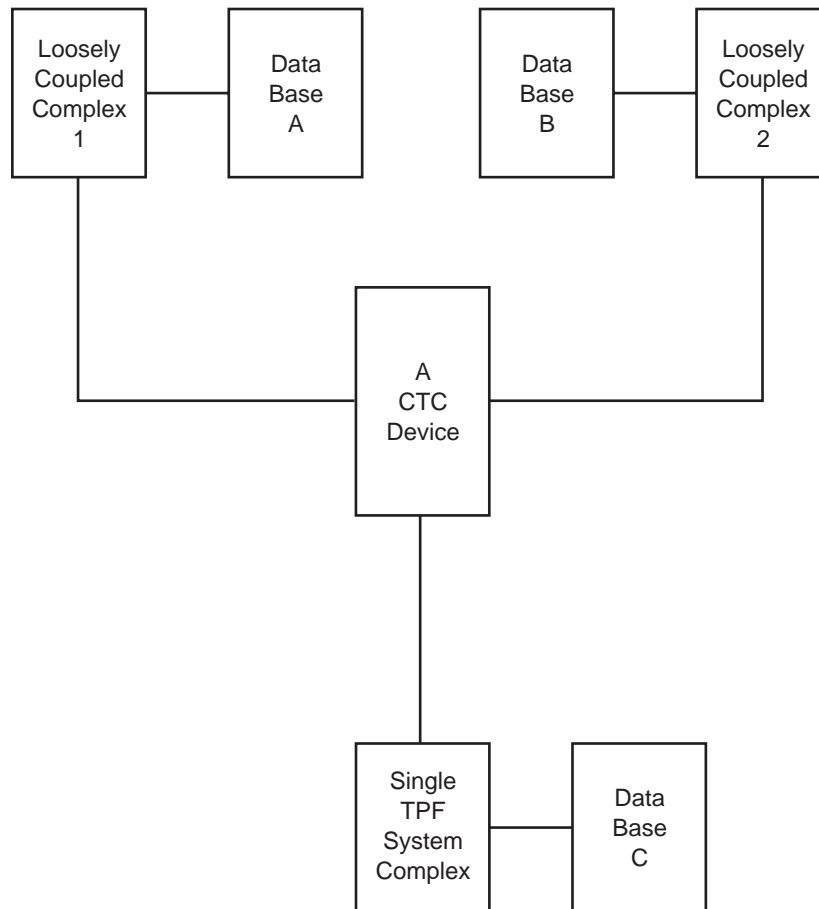 Loosely
Coupled
Complex
1
Data
Base
A
Data
Base
B
Loosely
Coupled
Complex
2
A
CTC
Device
Single
TPF
System
Complex
Data
Base
C